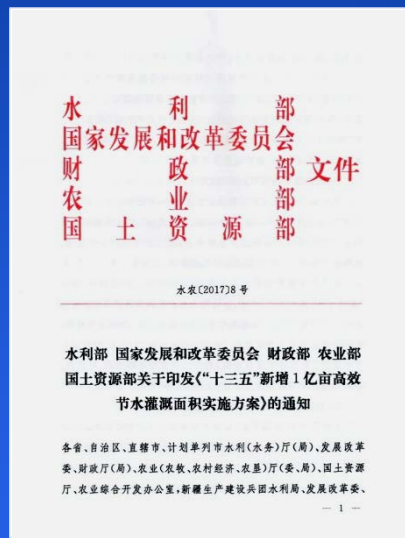 水利部
国家发展和改革委员会
财政部 文件
农业部
国土资源部
水农〔2017〕8号
水利部 国家发展和改革委员会 财政部 农业部
国土资源部关于印发《“十三五”新增1亿亩高效
节水灌溉面积实施方案》的通知
各省、自治区、直辖市、计划单列市水利（水务）厅（局）、发展改革
委、财政厅（局）、农业（农牧、农村经济、农垦）厅（委、局）、国土资源
厅、农业综合开发办公室，新疆生产建设兵团水利局、发展改革委、
— 1 —